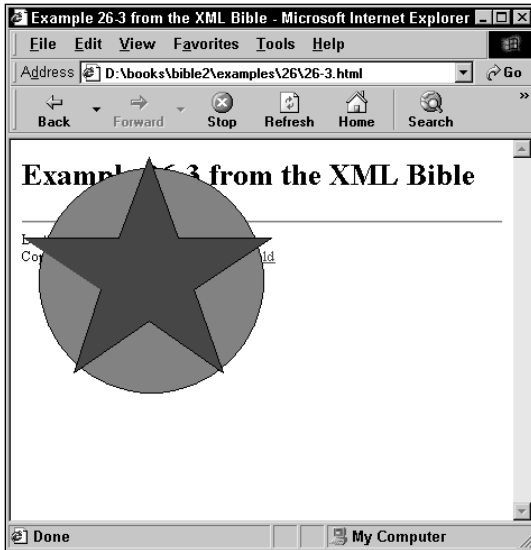 Example 26-3 from the XML Bible - Microsoft Internet Explorer
File Edit View Favorites Tools Help
Address D:\books\bible2\examples\26\26-3.html Go
Back Forward Stop Refresh Home Search »
Example 26-3 from the XML Bible
Done My Computer